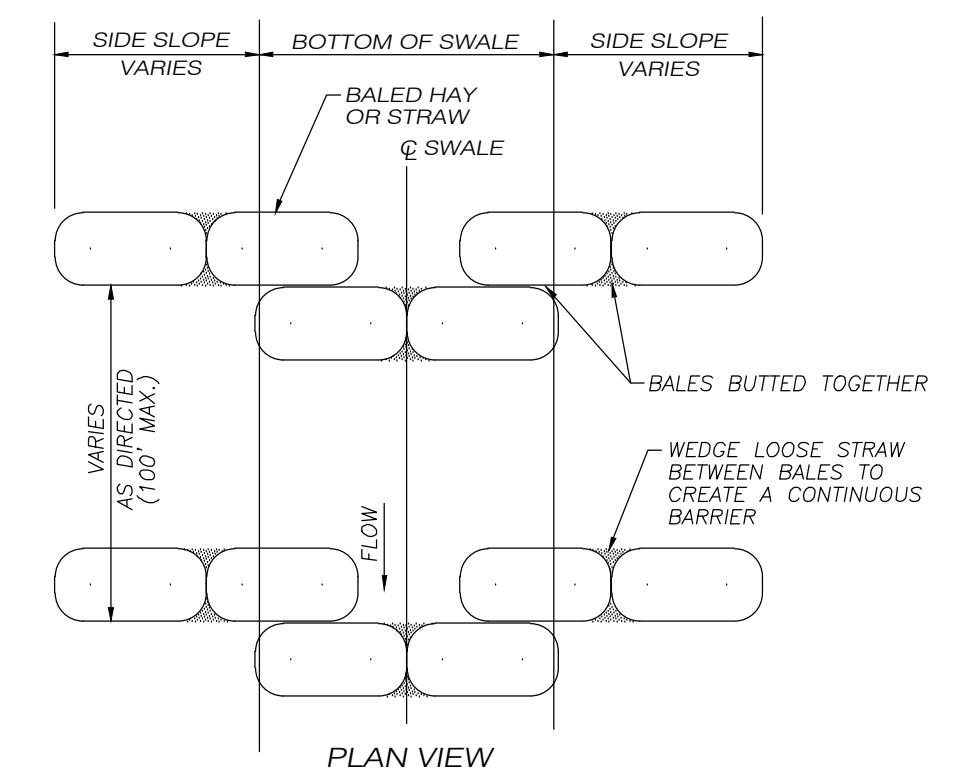 SIDE SLOPE
VARIES
BOTTOM OF SWALE
SIDE SLOPE
VARIES
BALED HAY
OR STRAW
℄ SWALE
BALES BUTTED TOGETHER
VARIES
AS DIRECTED
(100' MAX.)
WEDGE LOOSE STRAW
BETWEEN BALES TO
CREATE A CONTINUOUS
BARRIER
FLOW
PLAN VIEW